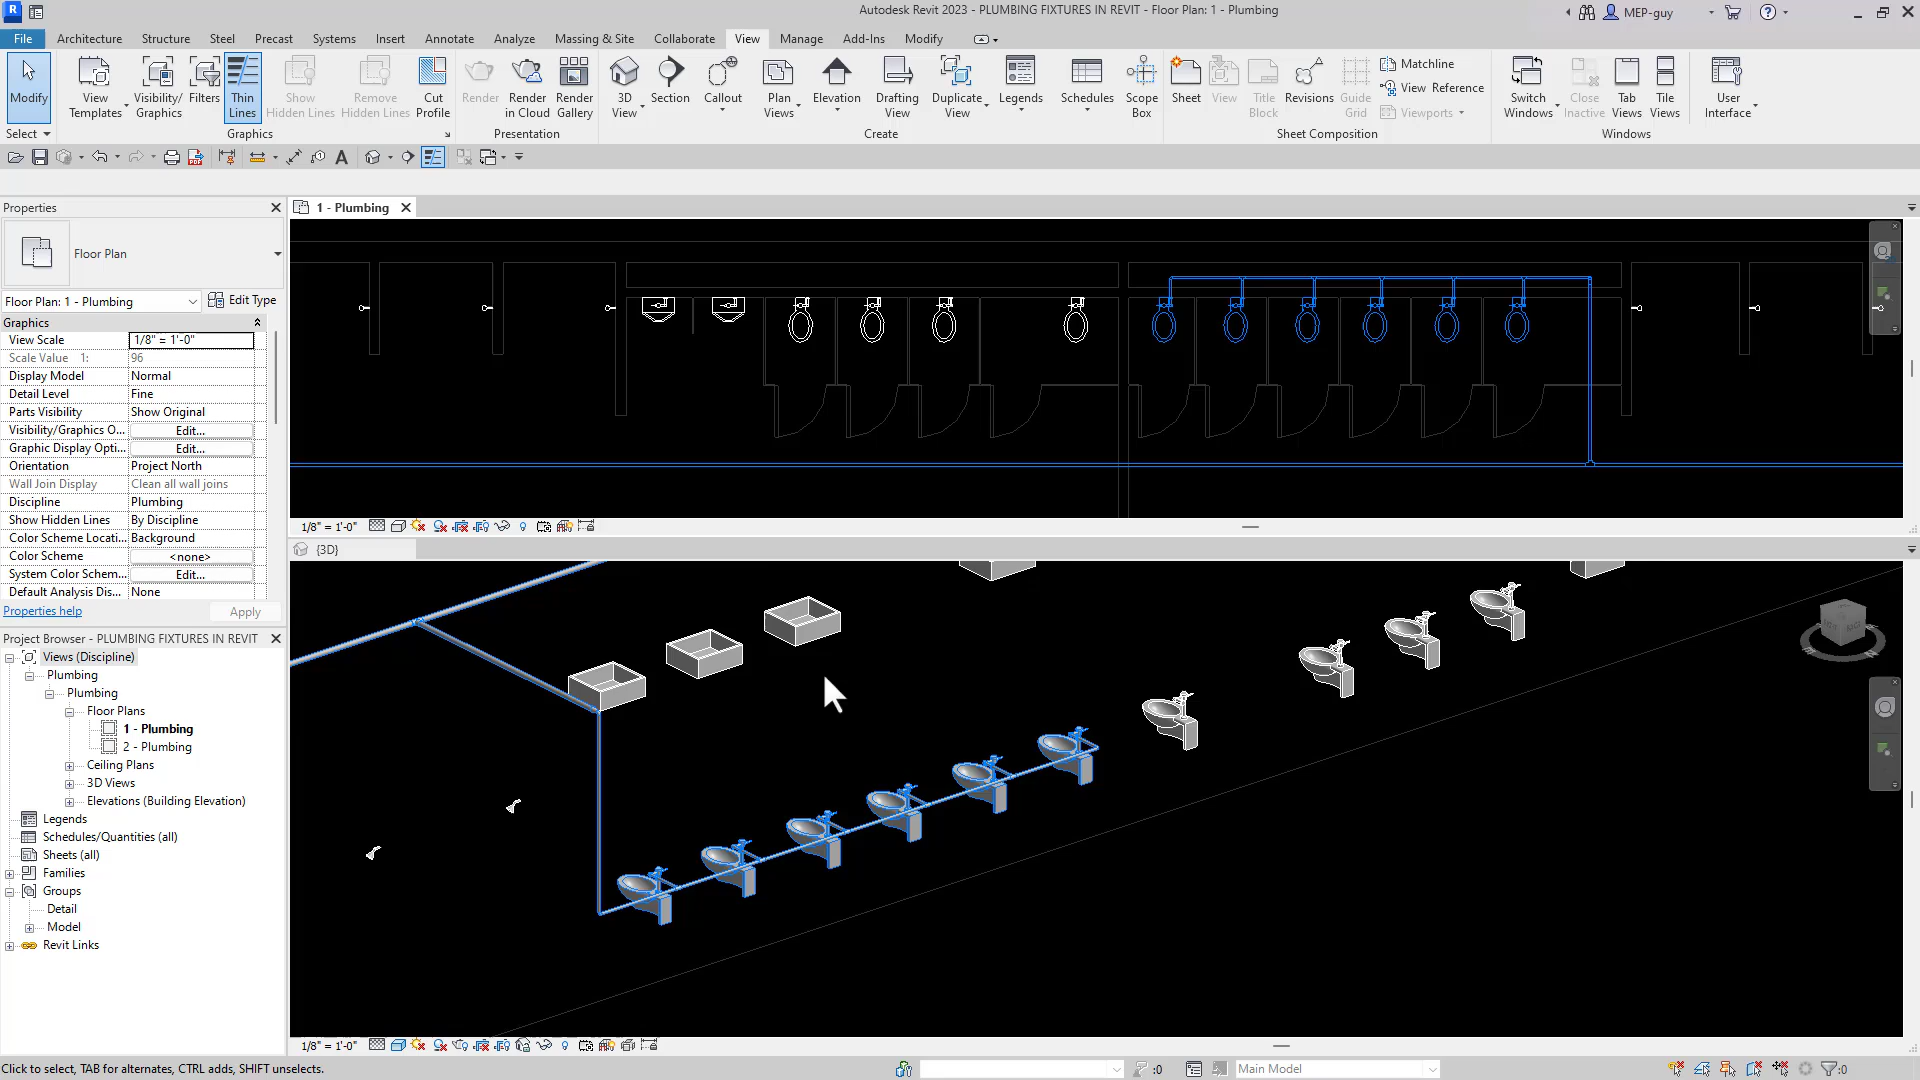 R
Autodesk Revit 2023 - PLUMBING FIXTURES IN REVIT - Floor Plan: 1 - Plumbing
MEP-guy
File Architecture Structure Steel Precast Systems Insert Annotate Analyze Massing & Site Collaborate View Manage Add-Ins Modify
Modify
View Templates
Visibility/ Graphics
Filters
Thin Lines
Show Hidden Lines
Remove Hidden Lines
Cut Profile
Render
Render in Cloud
Render Gallery
3D View
Section
Callout
Plan Views
Elevation
Drafting View
Duplicate View
Legends
Schedules
Scope Box
Sheet
View
Title Block
Revisions
Guide Grid
Matchline
View Reference
Viewports
Switch Windows
Close Inactive
Tab Views
Tile Views
User Interface
Select
Graphics
Presentation
Create
Sheet Composition
Windows
PDF
A
Properties
Floor Plan
Floor Plan: 1 - Plumbing
Edit Type
Graphics
View Scale 1/8" = 1'-0"
Scale Value 1: 96
Display Model Normal
Detail Level Fine
Parts Visibility Show Original
Visibility/Graphics O... Edit...
Graphic Display Opti... Edit...
Orientation Project North
Wall Join Display Clean all wall joins
Discipline Plumbing
Show Hidden Lines By Discipline
Color Scheme Locati... Background
Color Scheme <none>
System Color Schem... Edit...
Default Analysis Dis... None
Properties help
Apply
Project Browser - PLUMBING FIXTURES IN REVIT
Views (Discipline)
Plumbing
Plumbing
Floor Plans
1 - Plumbing
2 - Plumbing
Ceiling Plans
3D Views
Elevations (Building Elevation)
Legends
Schedules/Quantities (all)
Sheets (all)
Families
Groups
Detail
Model
Revit Links
1 - Plumbing
1/8" = 1'-0"
{3D}
1/8" = 1'-0"
Click to select, TAB for alternates, CTRL adds, SHIFT unselects.
:0
Main Model
:0